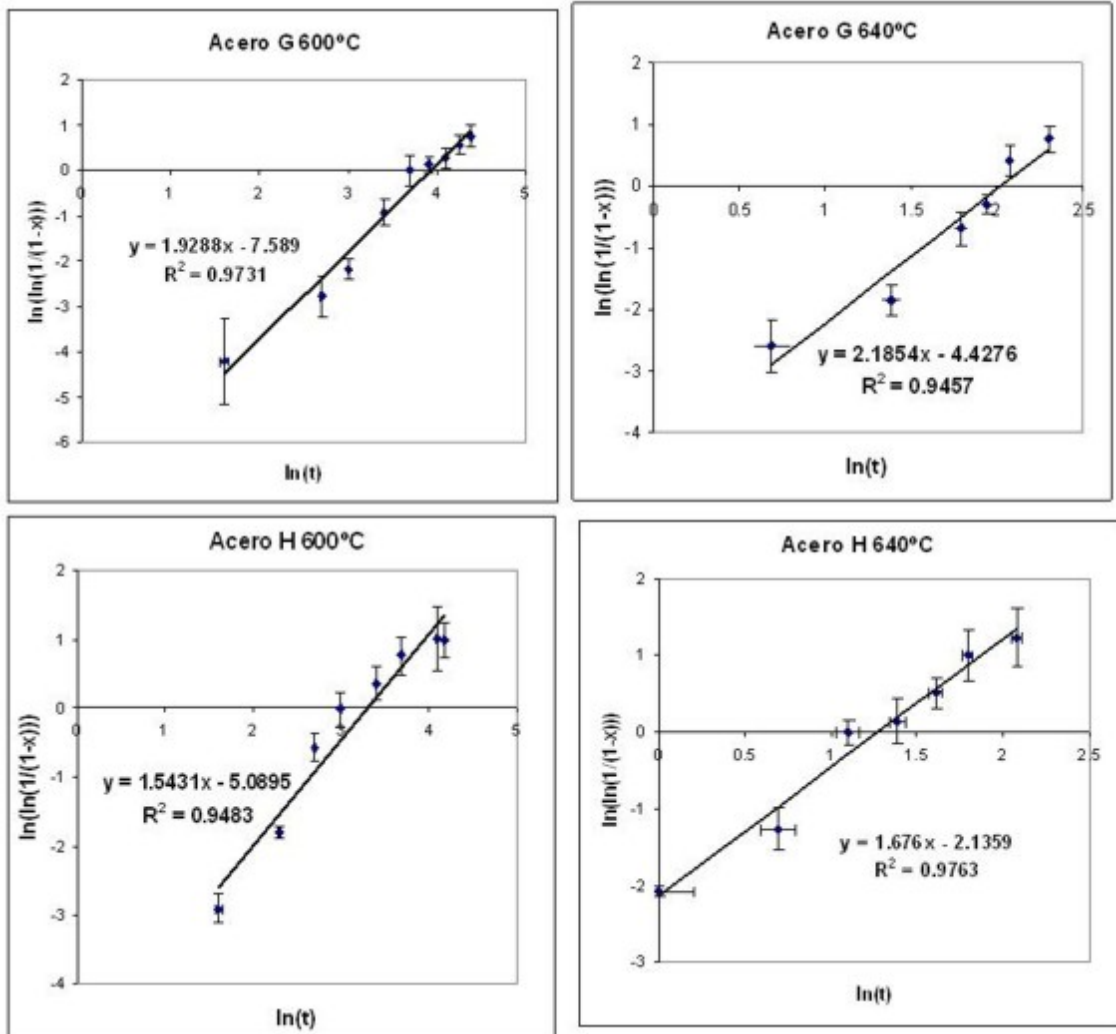 Acero G 600ºC
2
1
0
-1
-2
-3
-4
-5
-6
0
1
2
3
4
5
y = 1.9288x - 7.589
R² = 0.9731
ln(ln(1/(1-x)))
ln(t)
Acero G 640ºC
2
1
0
-1
-2
-3
-4
0
0.5
1
1.5
2
2.5
y = 2.1854x - 4.4276
R² = 0.9457
ln(ln(1/(1-x)))
ln(t)
Acero H 600ºC
2
1
0
-1
-2
-3
-4
0
1
2
3
4
5
y = 1.5431x - 5.0895
R² = 0.9483
ln(ln(1/(1-x)))
ln(t)
Acero H 640ºC
2
1
0
-1
-2
-3
0
0.5
1
1.5
2
2.5
y = 1.676x - 2.1359
R² = 0.9763
ln(ln(1/(1-x)))
ln(t)